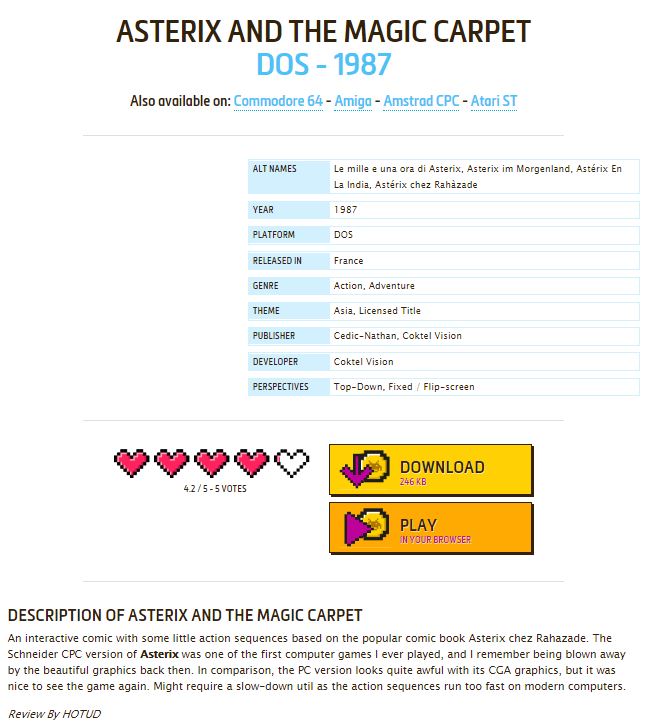 ASTERIX AND THE MAGIC CARPET
DOS - 1987
Also available on: Commodore 64 - Amiga - Amstrad CPC - Atari ST
ALT NAMES Le mille e una ora di Asterix, Asterix im Morgenland, Astérix En
La India, Astérix chez Rahàzade
YEAR 1987
PLATFORM DOS
RELEASED IN France
GENRE Action, Adventure
THEME Asia, Licensed Title
PUBLISHER Cedic-Nathan, Coktel Vision
DEVELOPER Coktel Vision
PERSPECTIVES Top-Down, Fixed / Flip-screen
4.2 / 5 - 5 VOTES
DOWNLOAD
246 KB
PLAY
IN YOUR BROWSER
DESCRIPTION OF ASTERIX AND THE MAGIC CARPET
An interactive comic with some little action sequences based on the popular comic book Asterix chez Rahazade. The
Schneider CPC version of Asterix was one of the first computer games I ever played, and I remember being blown away
by the beautiful graphics back then. In comparison, the PC version looks quite awful with its CGA graphics, but it was
nice to see the game again. Might require a slow-down util as the action sequences run too fast on modern computers.
Review By HOTUD